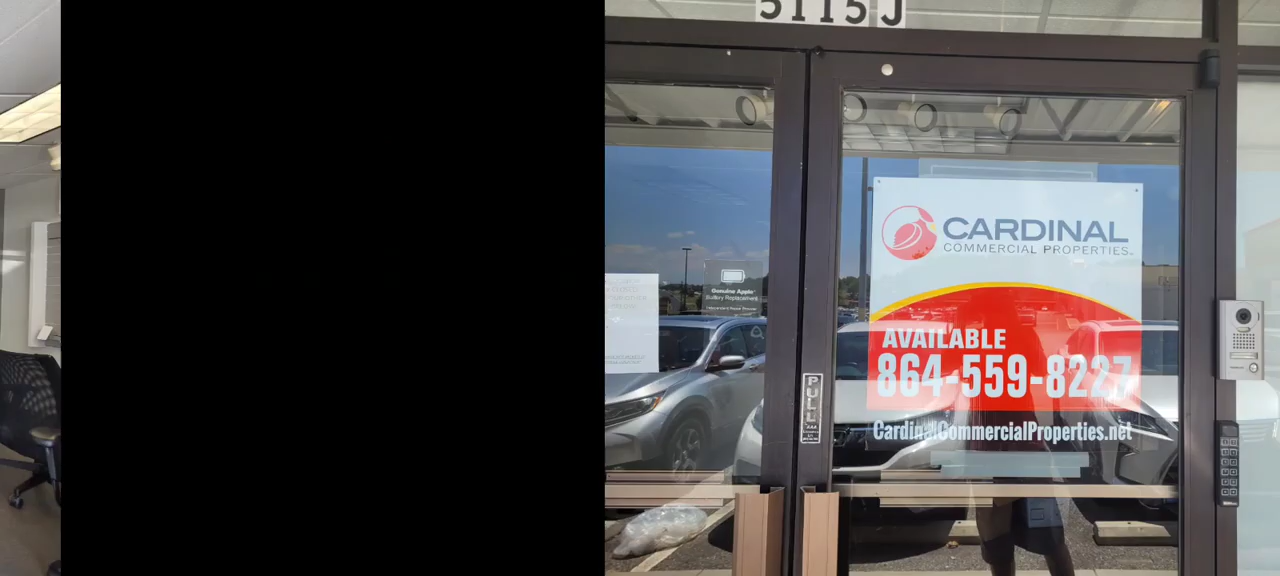 5115 J
CARDINAL
COMMERCIAL PROPERTIES
Genuine Apple
Battery Replacement
AVAILABLE
864-559-8227
PULL
CardinalCommercialProperties.net